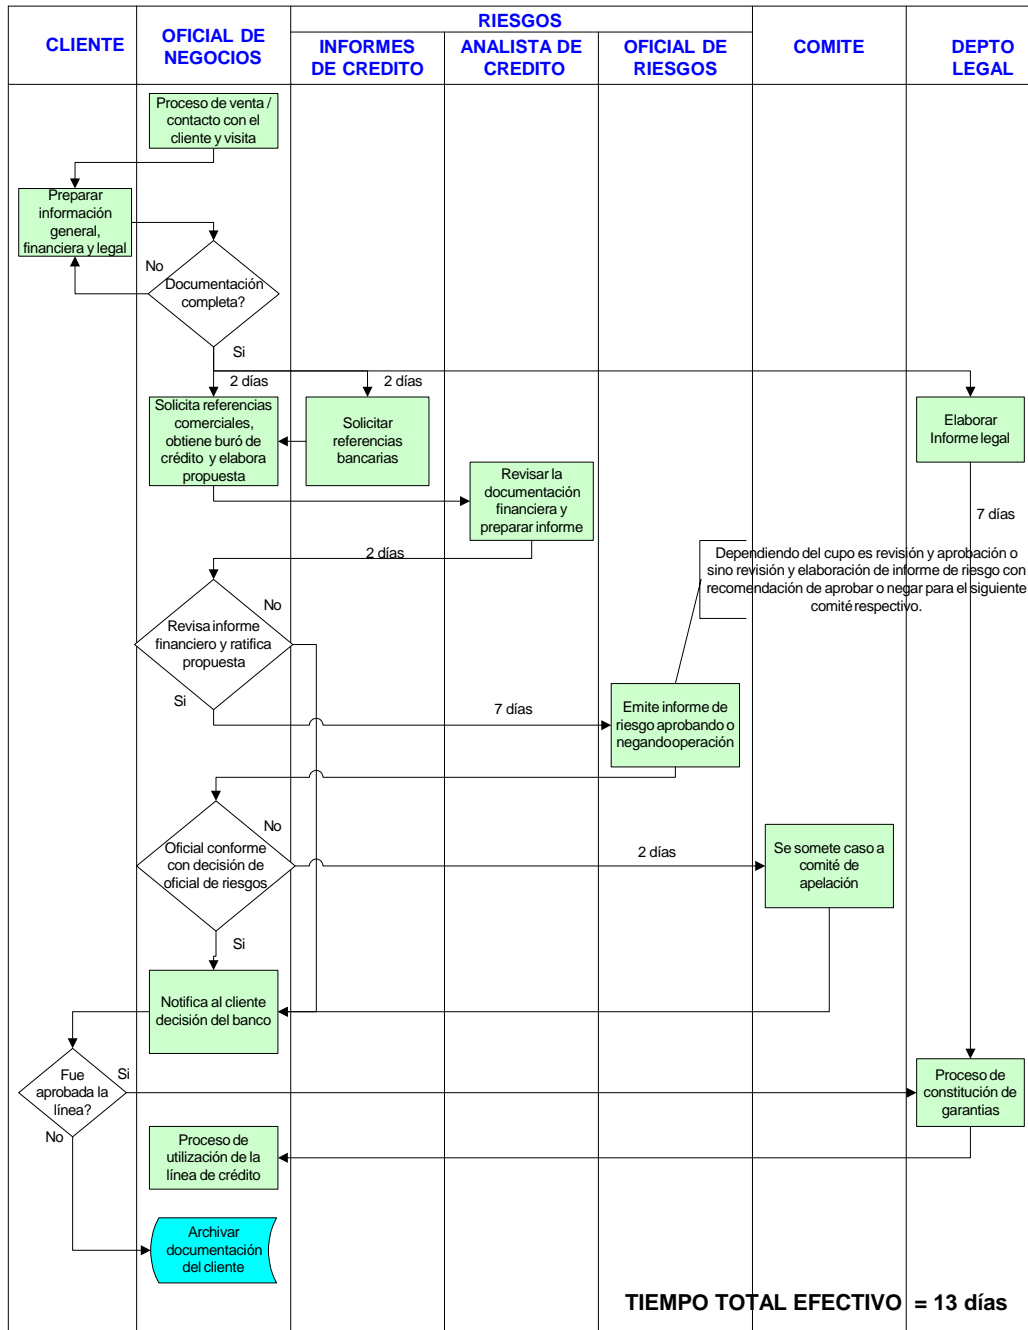 RIESGOS
CLIENTE
OFICIAL DE
NEGOCIOS
INFORMES
DE CREDITO
ANALISTA DE
CREDITO
OFICIAL DE
RIESGOS
COMITE
DEPTO
LEGAL
Proceso de venta /
contacto con el
cliente y visita
Preparar
información
general,
financiera y legal
No
Documentación
completa?
Si
2 días
2 días
Solicita referencias
comerciales,
obtiene buró de
crédito y elabora
propuesta
Solicitar
referencias
bancarias
Elaborar
Informe legal
Revisar la
documentación
financiera y
preparar informe
7 días
2 días
Dependiendo del cupo es revisión y aprobación o
sino revisión y elaboración de informe de riesgo con
recomendación de aprobar o negar para el siguiente
comité respectivo.
No
Revisa informe
financiero y ratifica
propuesta
Si
7 días
Emite informe de
riesgo aprobando o
negando operación
No
Oficial conforme
con decisión de
oficial de riesgos
2 días
Se somete caso a
comité de
apelación
Si
Notifica al cliente
decisión del banco
Fue
aprobada la
línea?
Si
No
Proceso de
constitución de
garantias
Proceso de
utilización de la
línea de crédito
Archivar
documentación
del cliente
TIEMPO TOTAL EFECTIVO = 13 días